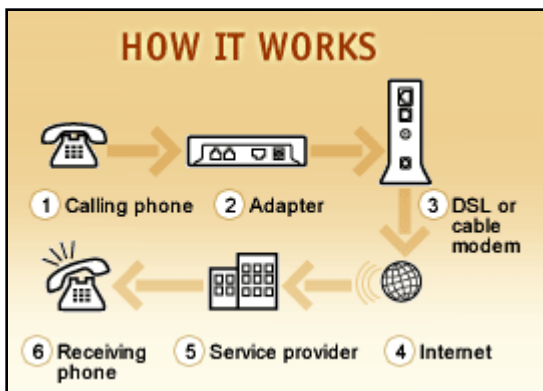 HOW IT WORKS
1 Calling phone
2 Adapter
3 DSL or
cable
modem
4 Internet
5 Service provider
6 Receiving
phone